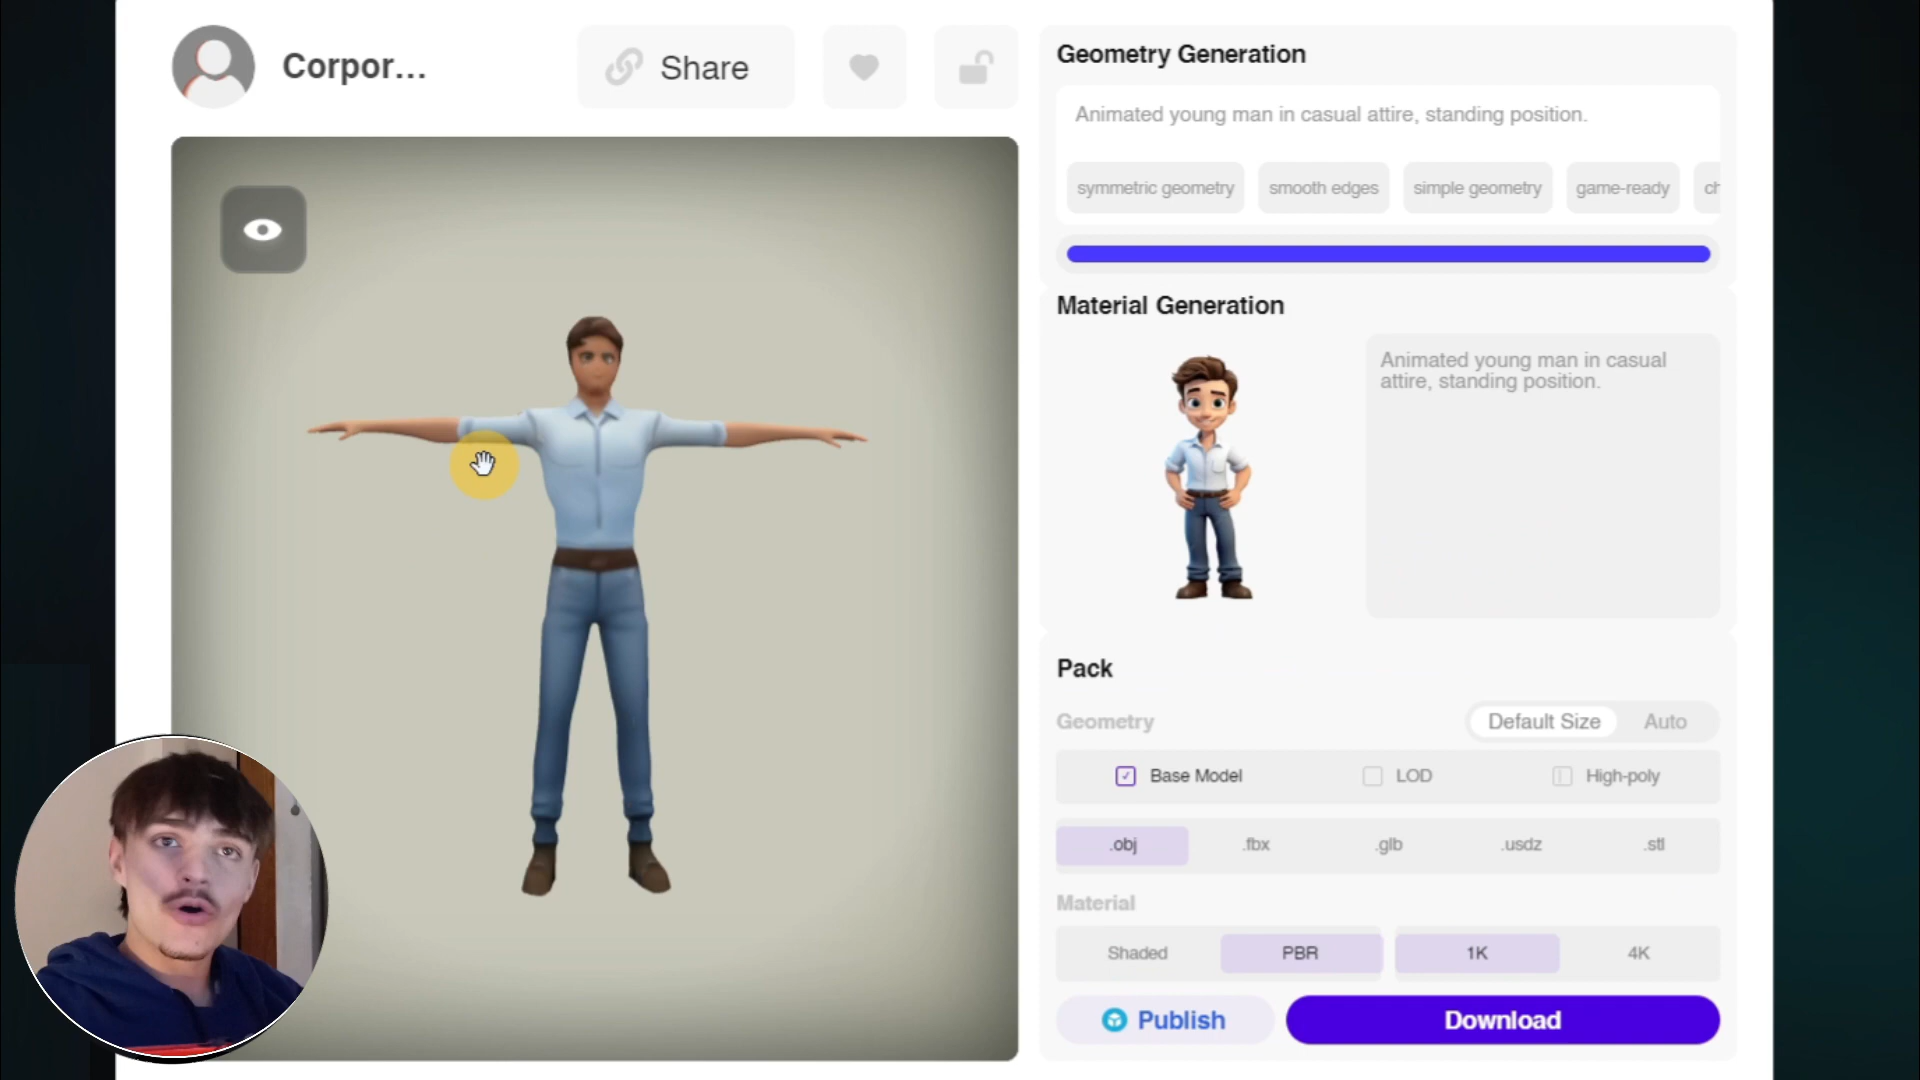 Corpor...
Share
Geometry Generation
Animated young man in casual attire, standing position.
symmetric geometry
smooth edges
simple geometry
game-ready
ch
Material Generation
Animated young man in casual
attire, standing position.
Pack
Geometry
Default Size
Auto
Base Model
LOD
High-poly
.obj
.fbx
.glb
.usdz
.stl
Material
Shaded
PBR
1K
4K
Publish
Download